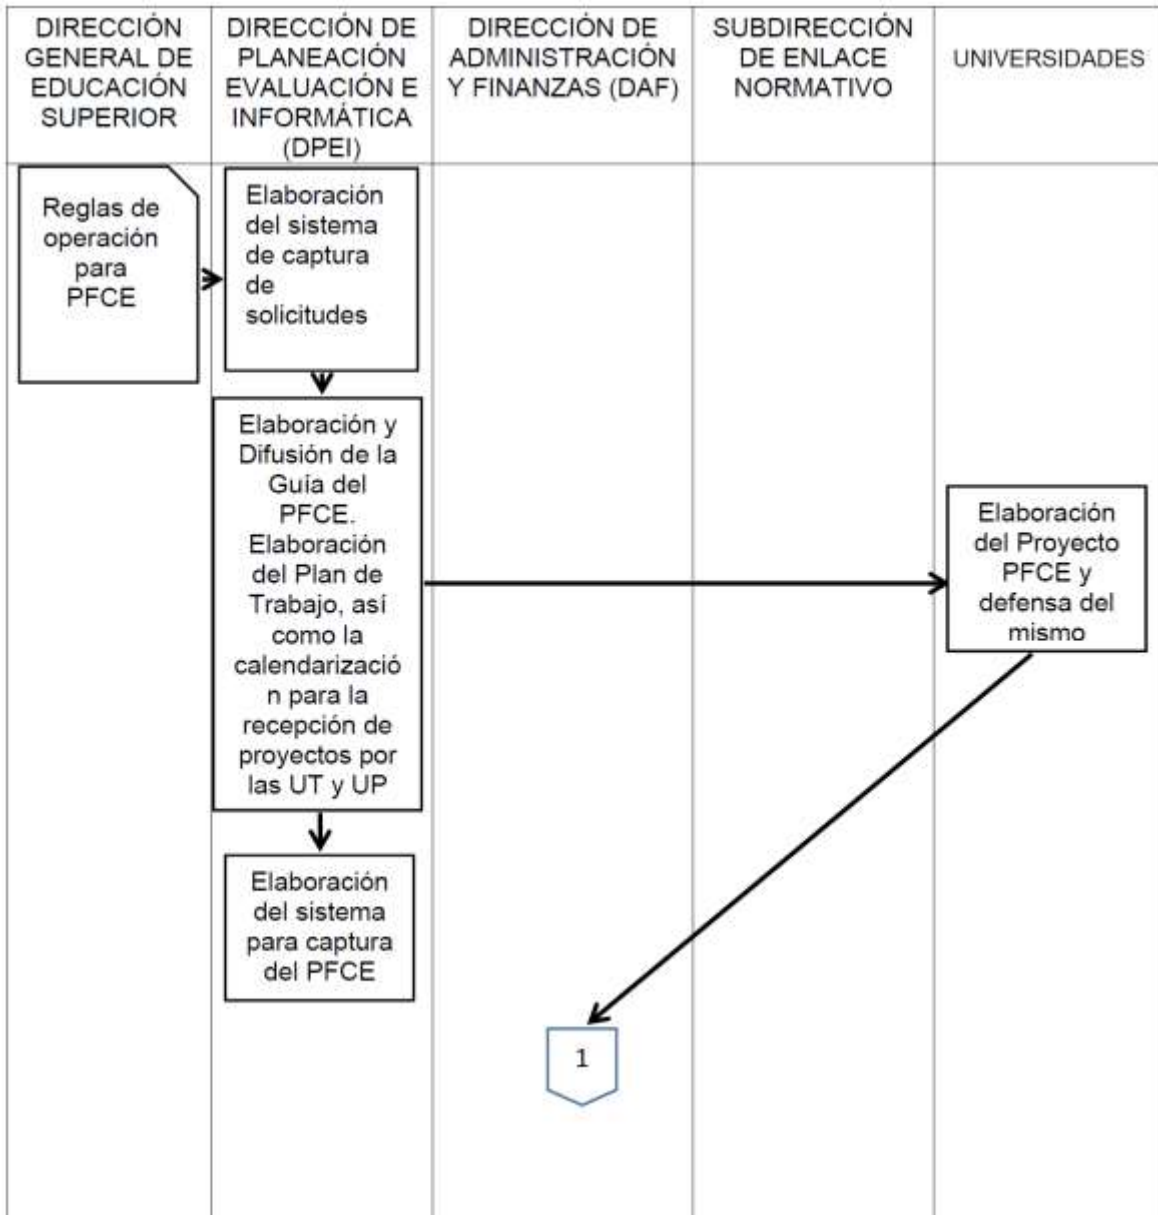 DIRECCIÓN
GENERAL DE
EDUCACIÓN
SUPERIOR
DIRECCIÓN DE
PLANEACIÓN
EVALUACIÓN E
INFORMÁTICA
(DPEI)
DIRECCIÓN DE
ADMINISTRACIÓN
Y FINANZAS (DAF)
SUBDIRECCIÓN
DE ENLACE
NORMATIVO
UNIVERSIDADES
Reglas de
operación
para
PFCE
Elaboración
del sistema
de captura
de
solicitudes
Elaboración y
Difusión de la
Guía del
PFCE.
Elaboración
del Plan de
Trabajo, así
como la
calendarizació
n para la
recepción de
proyectos por
las UT y UP
Elaboración
del Proyecto
PFCE y
defensa del
mismo
Elaboración
del sistema
para captura
del PFCE
1